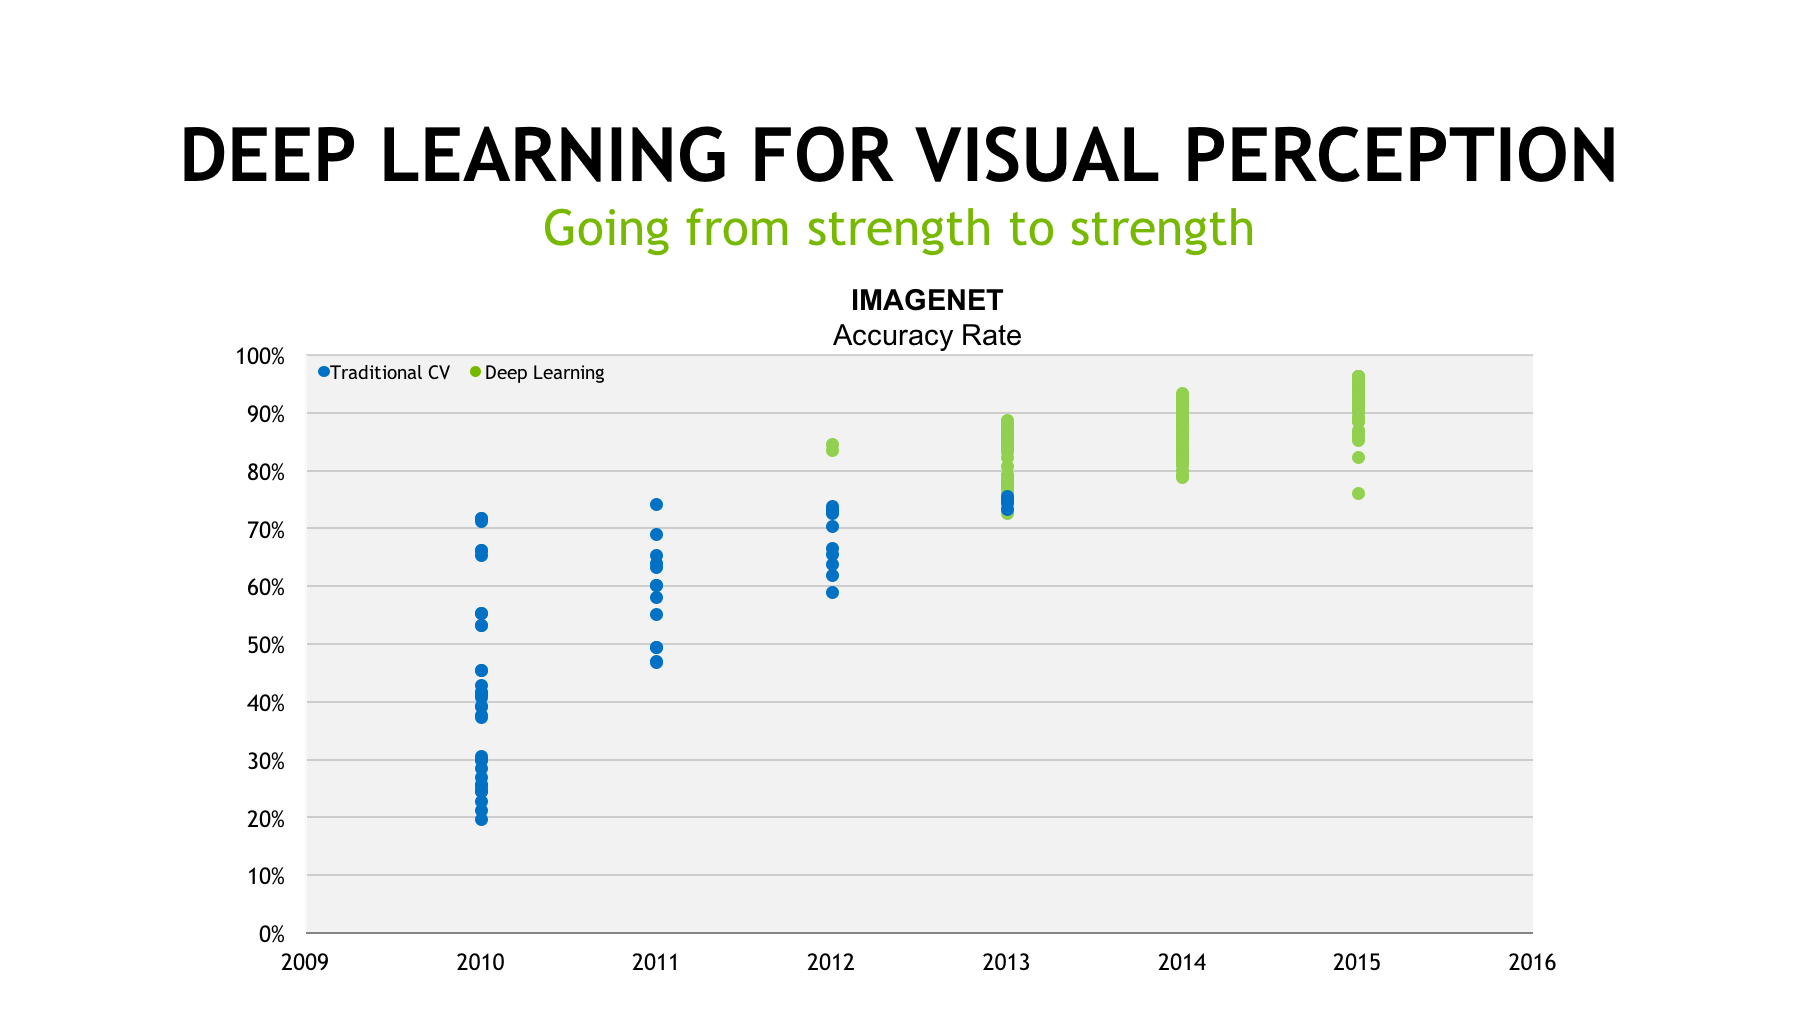 DEEP LEARNING FOR VISUAL PERCEPTION
Going from strength to strength
IMAGENET
Accuracy Rate
Traditional CV Deep Learning
100%
90%
80%
70%
60%
50%
40%
30%
20%
10%
0%
2009 2010 2011 2012 2013 2014 2015 2016